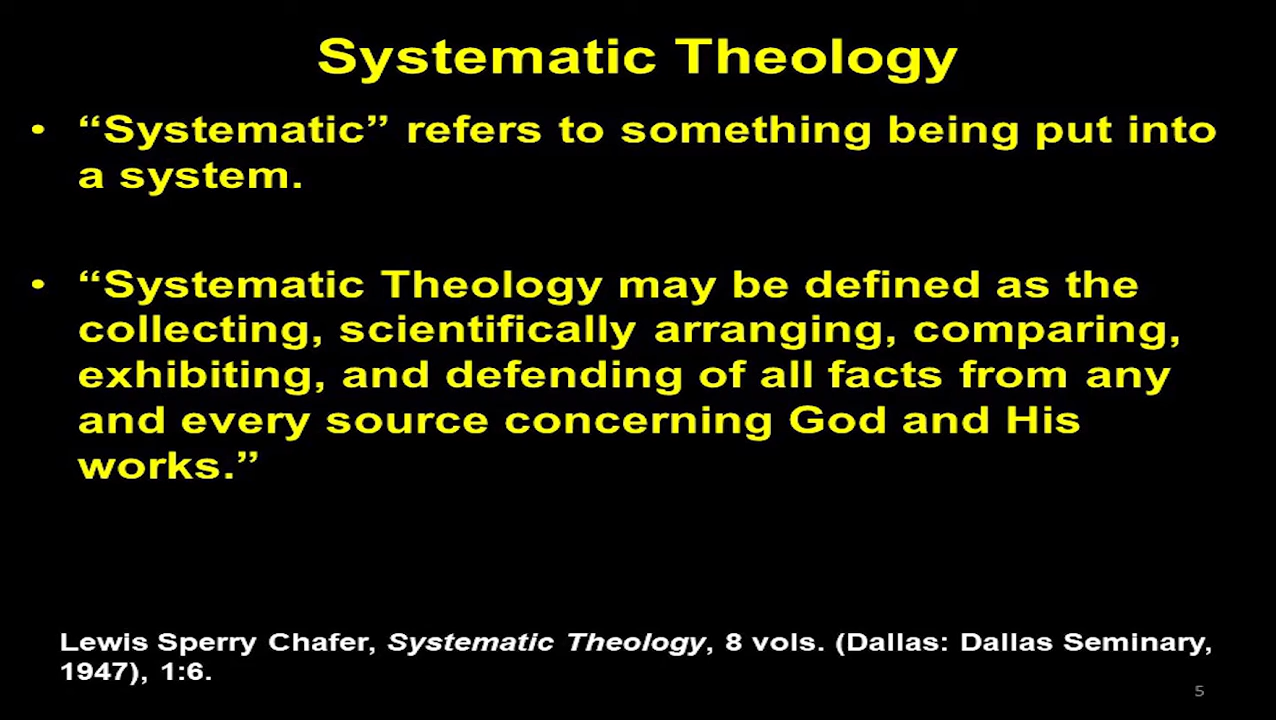 Systematic Theology
• “Systematic” refers to something being put into
a system.
• “Systematic Theology may be defined as the
collecting, scientifically arranging, comparing,
exhibiting, and defending of all facts from any
and every source concerning God and His
works.”
Lewis Sperry Chafer, Systematic Theology, 8 vols. (Dallas: Dallas Seminary,
1947), 1:6.
5